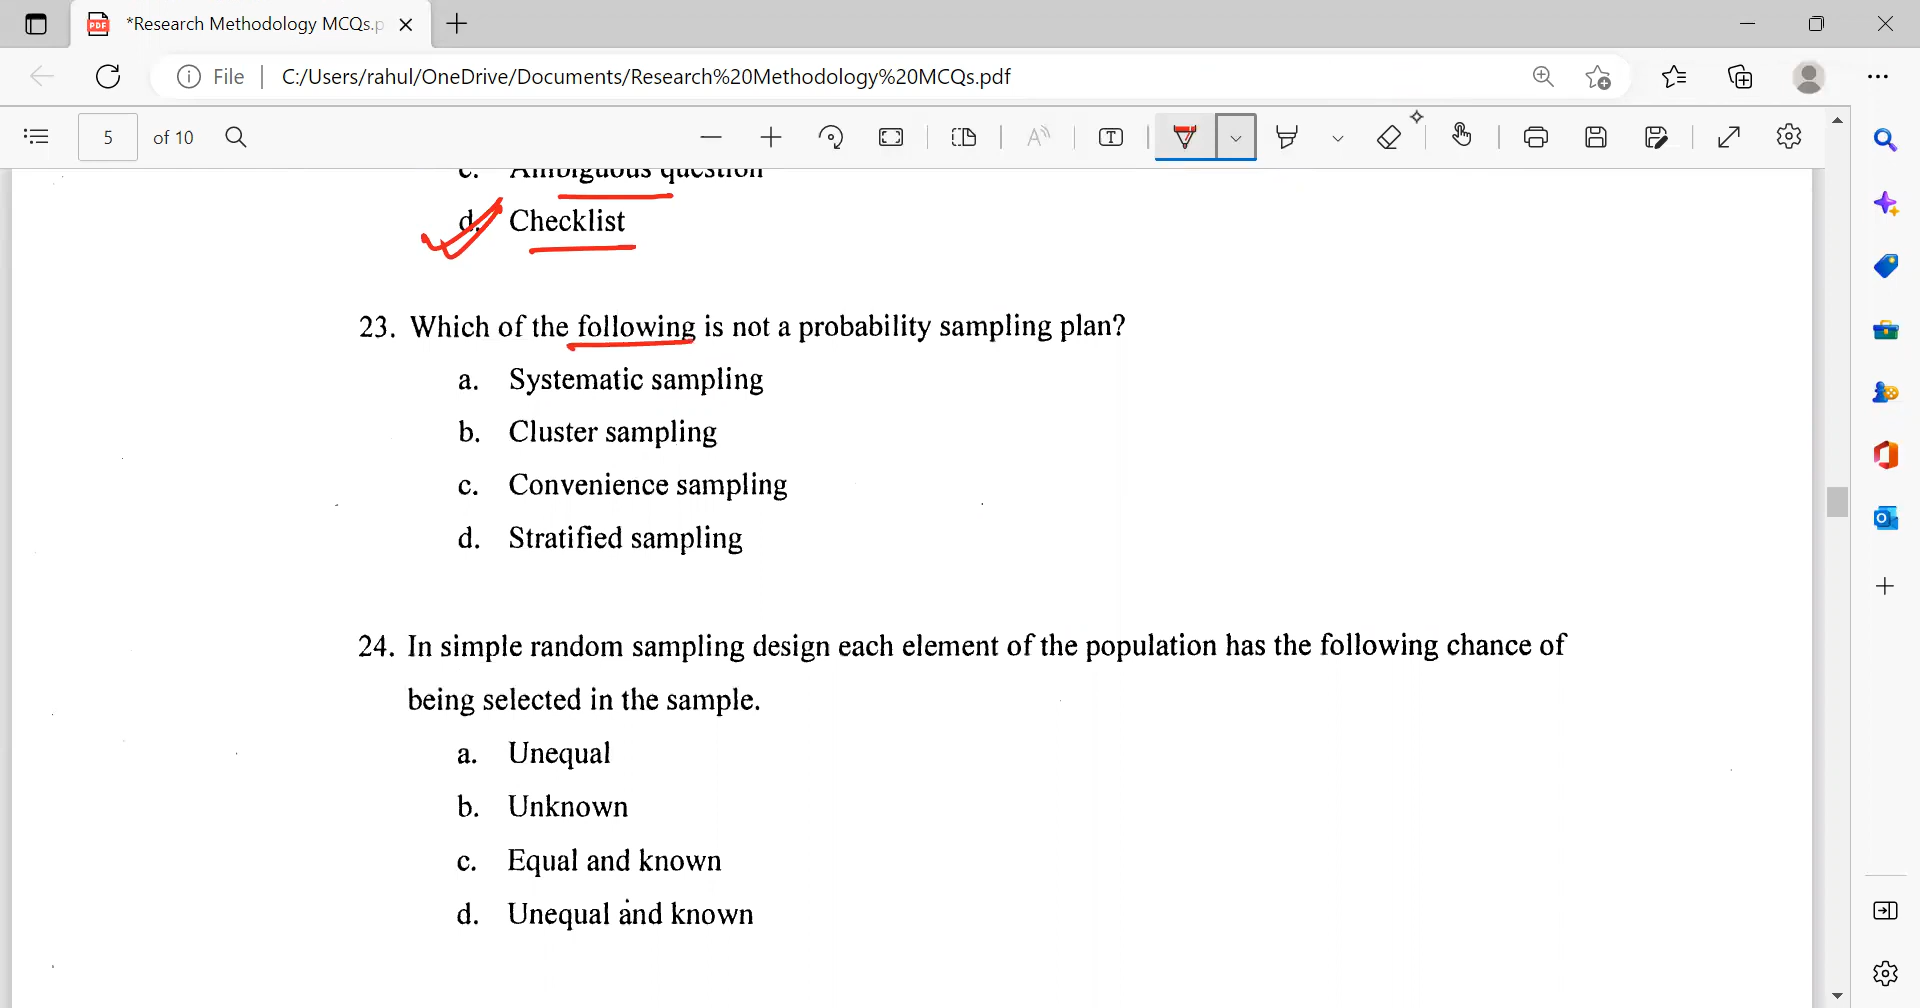 *Research Methodology MCQs.p
File
C:/Users/rahul/OneDrive/Documents/Research%20Methodology%20MCQs.pdf
5 of 10
c. Ambiguous question
d. Checklist
23. Which of the following is not a probability sampling plan?
a. Systematic sampling
b. Cluster sampling
c. Convenience sampling
d. Stratified sampling
24. In simple random sampling design each element of the population has the following chance of
being selected in the sample.
a. Unequal
b. Unknown
c. Equal and known
d. Unequal and known